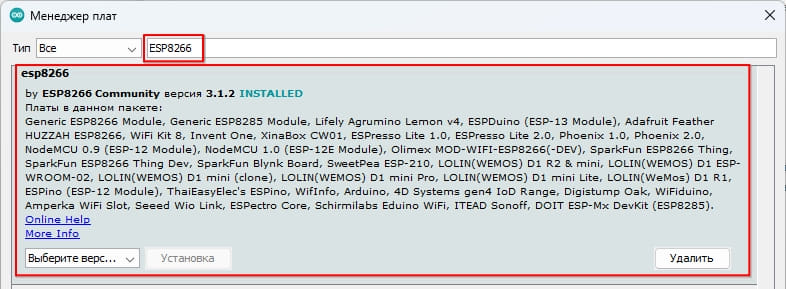 Менеджер плат
Тип Все ESP8266
esp8266
by ESP8266 Community версия 3.1.2 INSTALLED
Платы в данном пакете:
Generic ESP8266 Module, Generic ESP8285 Module, Lifely Agrumino Lemon v4, ESPDuino (ESP-13 Module), Adafruit Feather
HUZZAH ESP8266, WiFi Kit 8, Invent One, XinaBox CW01, ESPresso Lite 1.0, ESPresso Lite 2.0, Phoenix 1.0, Phoenix 2.0,
NodeMCU 0.9 (ESP-12 Module), NodeMCU 1.0 (ESP-12E Module), Olimex MOD-WIFI-ESP8266(-DEV), SparkFun ESP8266 Thing,
SparkFun ESP8266 Thing Dev, SparkFun Blynk Board, SweetPea ESP-210, LOLIN(WEMOS) D1 R2 & mini, LOLIN(WEMOS) D1 ESP-
WROOM-02, LOLIN(WEMOS) D1 mini (clone), LOLIN(WEMOS) D1 mini Pro, LOLIN(WEMOS) D1 mini Lite, LOLIN(WeMos) D1 R1,
ESPino (ESP-12 Module), ThaiEasyElec's ESPino, WifInfo, Arduino, 4D Systems gen4 IoD Range, Digistump Oak, WiFiduino,
Amperka WiFi Slot, Seeed Wio Link, ESPectro Core, Schirmilabs Eduino WiFi, ITEAD Sonoff, DOIT ESP-Mx DevKit (ESP8285).
Online Help
More Info
Выберите верс... Установка Удалить